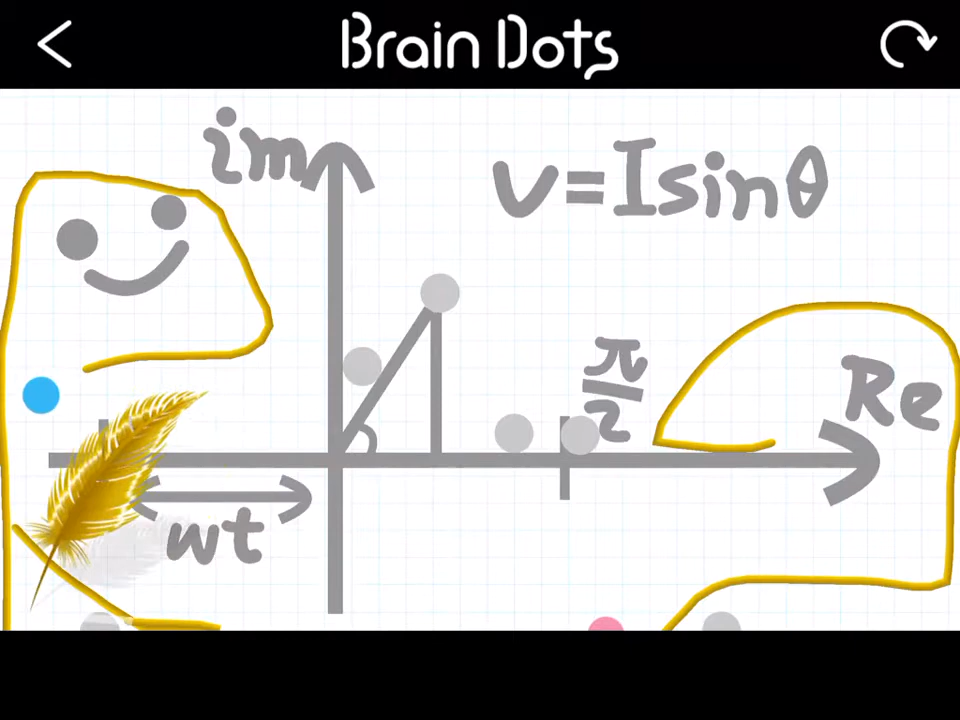 Brain Dots
im
v=Isinθ
π/2
Re
wt